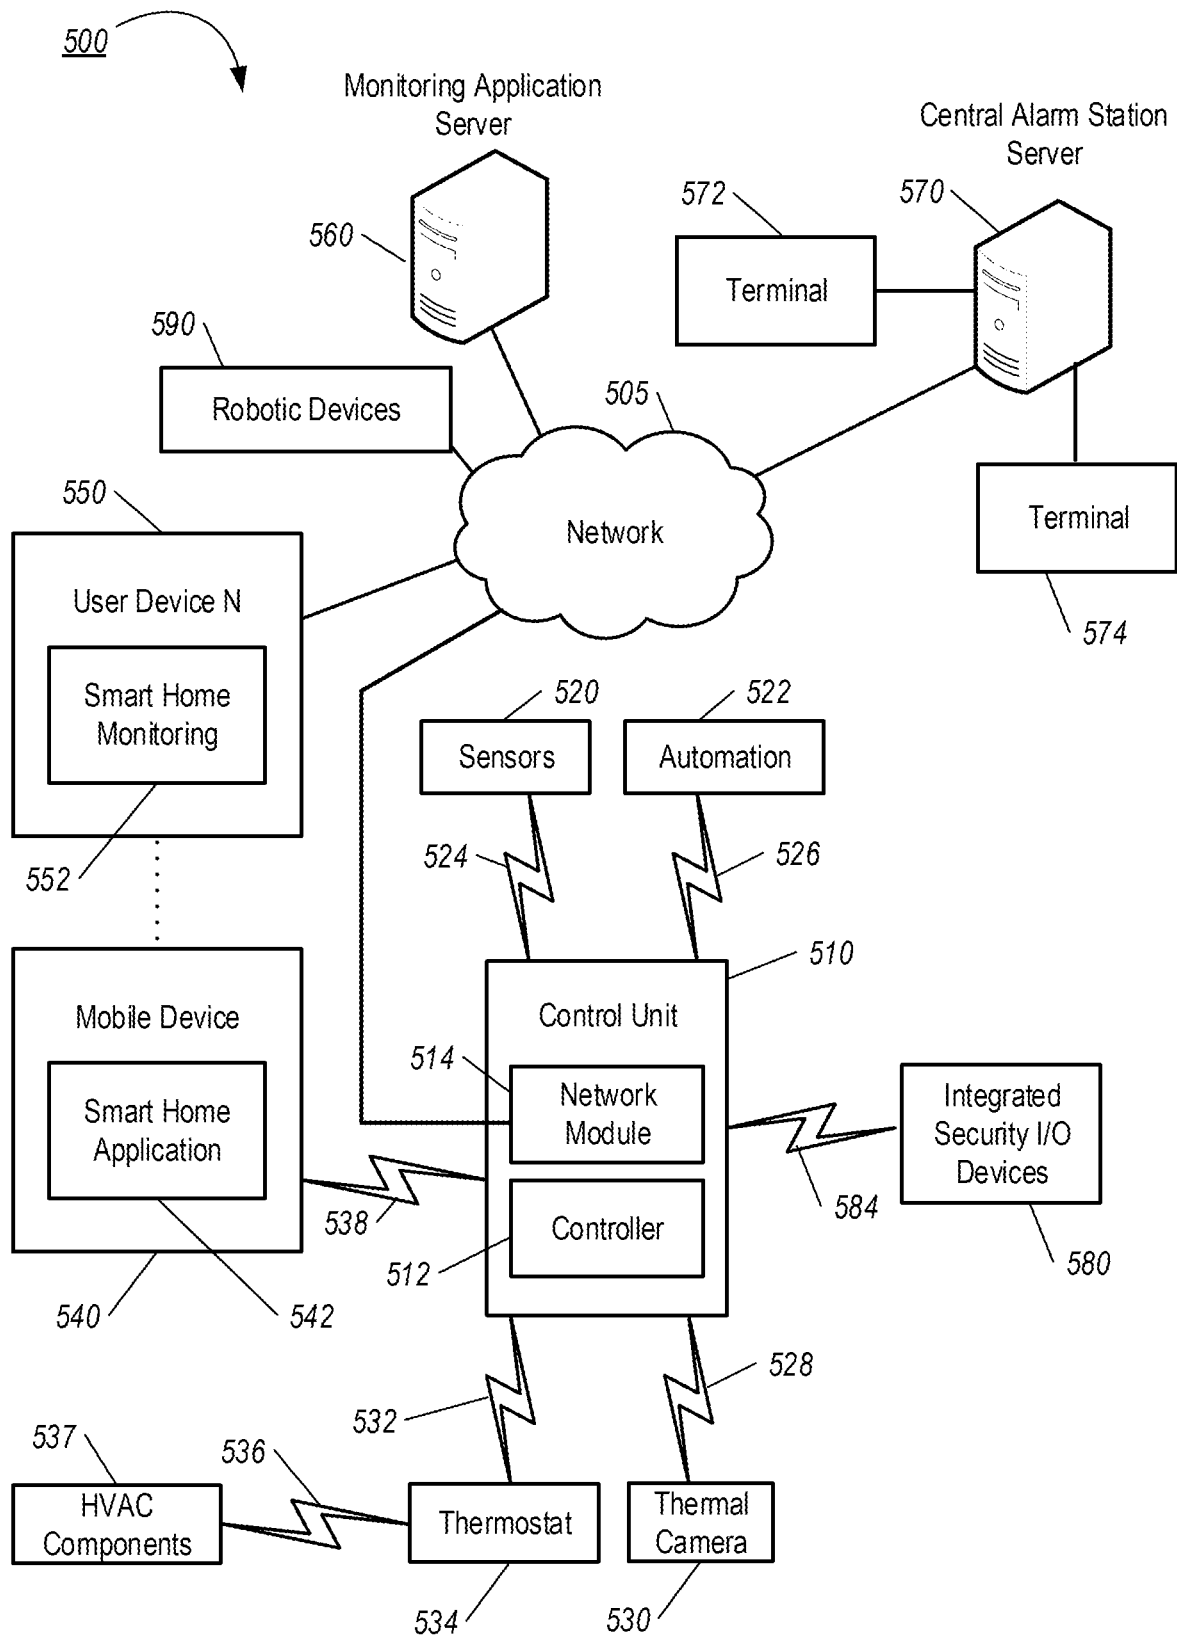 500
Monitoring Application
Server
Central Alarm Station
Server
572
570
560
Terminal
590
505
Robotic Devices
550
Network
Terminal
User Device N
574
Smart Home
Monitoring
520
522
Sensors
Automation
552
524
526
510
Mobile Device
Control Unit
514
Smart Home
Application
Network
Module
Integrated
Security I/O
Devices
538
584
Controller
512
580
540
542
528
532
537
536
HVAC
Components
Thermostat
Thermal
Camera
534
530